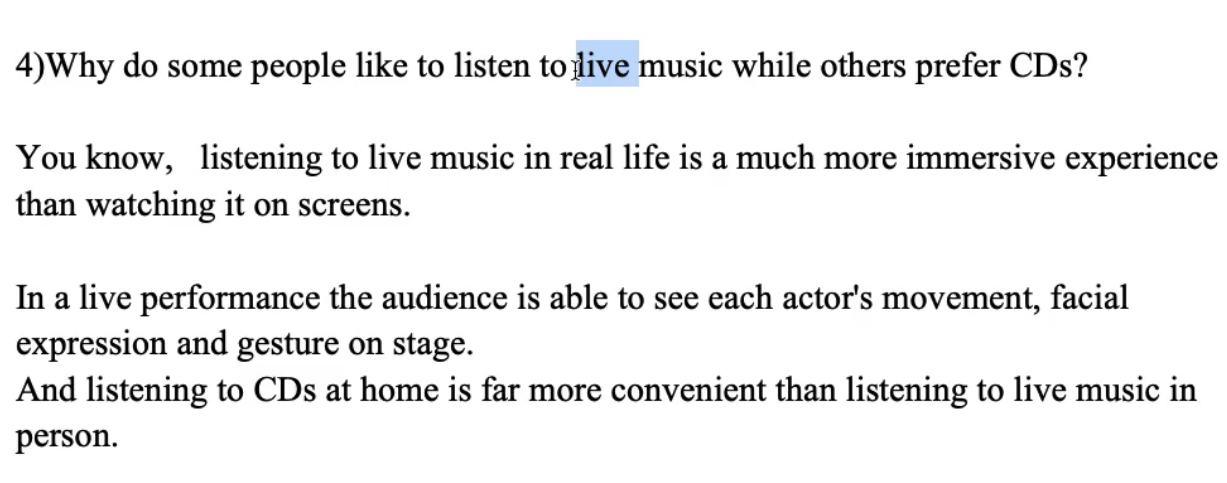 4)Why do some people like to listen to live music while others prefer CDs?
You know, listening to live music in real life is a much more immersive experience
than watching it on screens.
In a live performance the audience is able to see each actor's movement, facial
expression and gesture on stage.
And listening to CDs at home is far more convenient than listening to live music in
person.